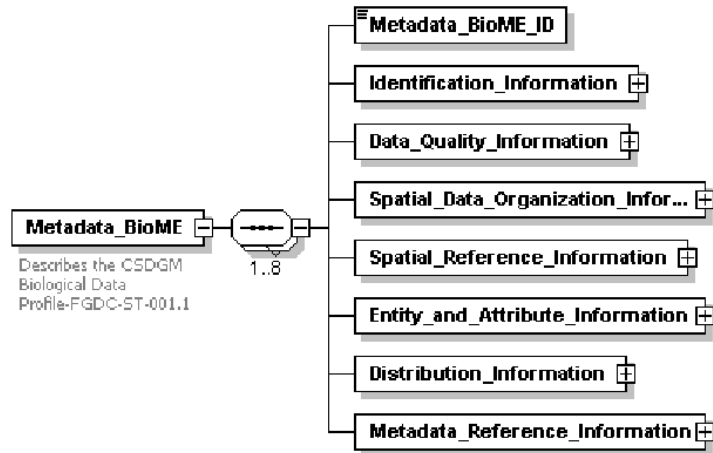 Metadata_BioME_ID
Identification_Information
Data_Quality_Information
Spatial_Data_Organization_Infor...
Metadata_BioME
Describes the CSDGM
Biological Data
Profile-FGDC-ST-001.1
1..8
Spatial_Reference_Information
Entity_and_Attribute_Information
Distribution_Information
Metadata_Reference_Information